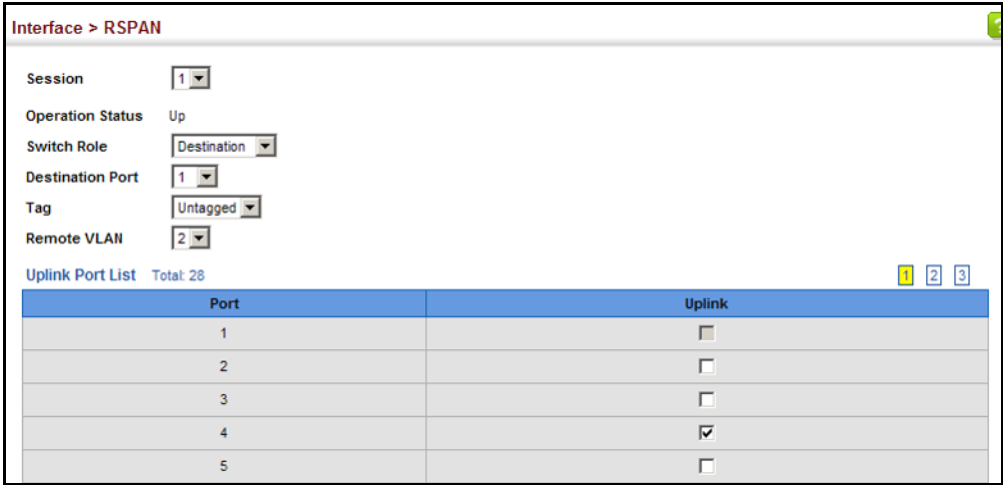 Interface > RSPAN
?
Session 1
Operation Status Up
Switch Role Destination
Destination Port 1
Tag Untagged
Remote VLAN 2
Uplink Port List Total: 28 1 2 3
Port Uplink
1
2
3
4
5